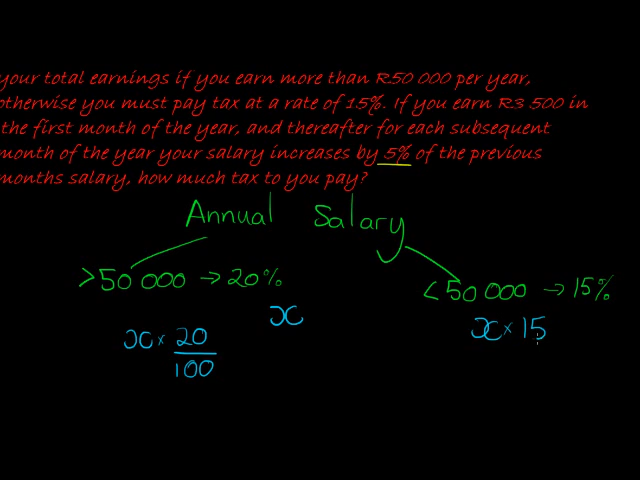 your total earnings if you earn more than R50 000 per year,
otherwise you must pay tax at a rate of 15%. If you earn R3 500 in
the first month of the year, and thereafter for each subsequent
month of the year your salary increases by 5% of the previous
months salary, how much tax to you pay?
Annual Salary
>50 000 → 20%
<50 000 → 15%
x
x × 20/100
x × 15